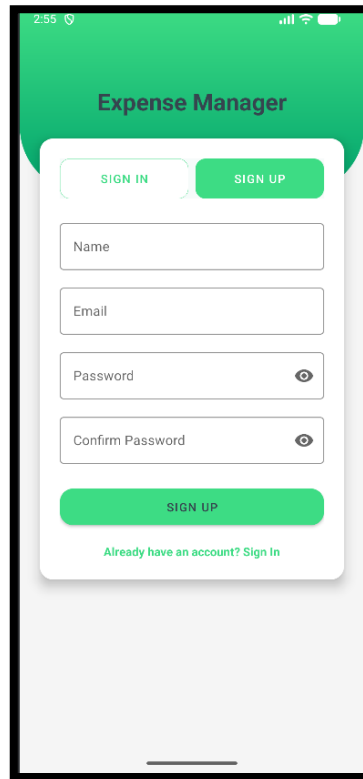 2:55
Expense Manager
SIGN IN SIGN UP
Name
Email
Password
Confirm Password
SIGN UP
Already have an account? Sign In